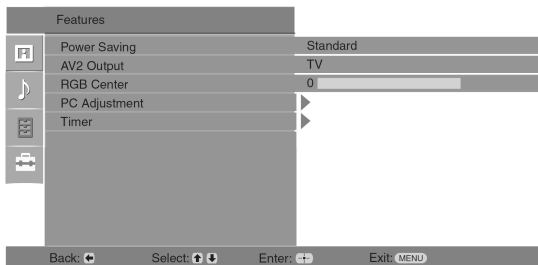 Features
Power Saving Standard
AV2 Output TV
RGB Center 0
PC Adjustment
Timer
Back: Select: Enter: Exit: MENU